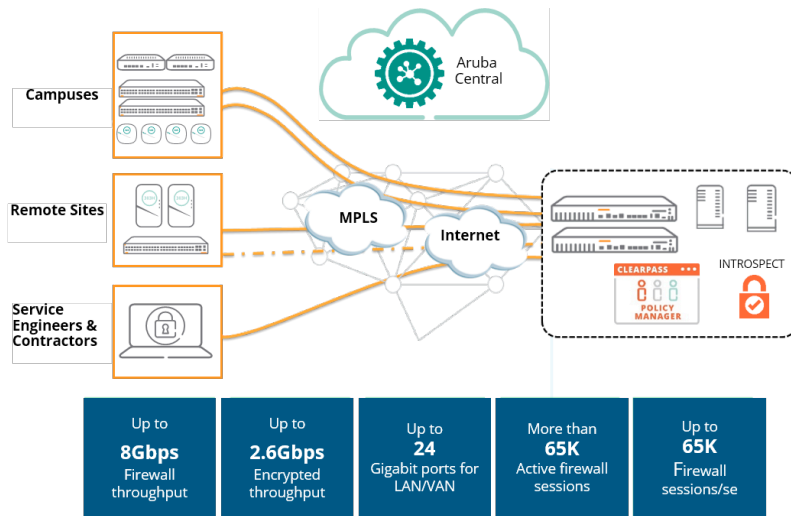 Aruba
Central
Campuses
Remote Sites
MPLS
Internet
INTROSPECT
CLEARPASS
POLICY
MANAGER
Service
Engineers &
Contractors
Up to
8Gbps
Firewall
throughput
Up to
2.6Gbps
Encrypted
throughput
Up to
24
Gigabit ports for
LAN/VAN
More than
65K
Active firewall
sessions
Up to
65K
Firewall
sessions/se